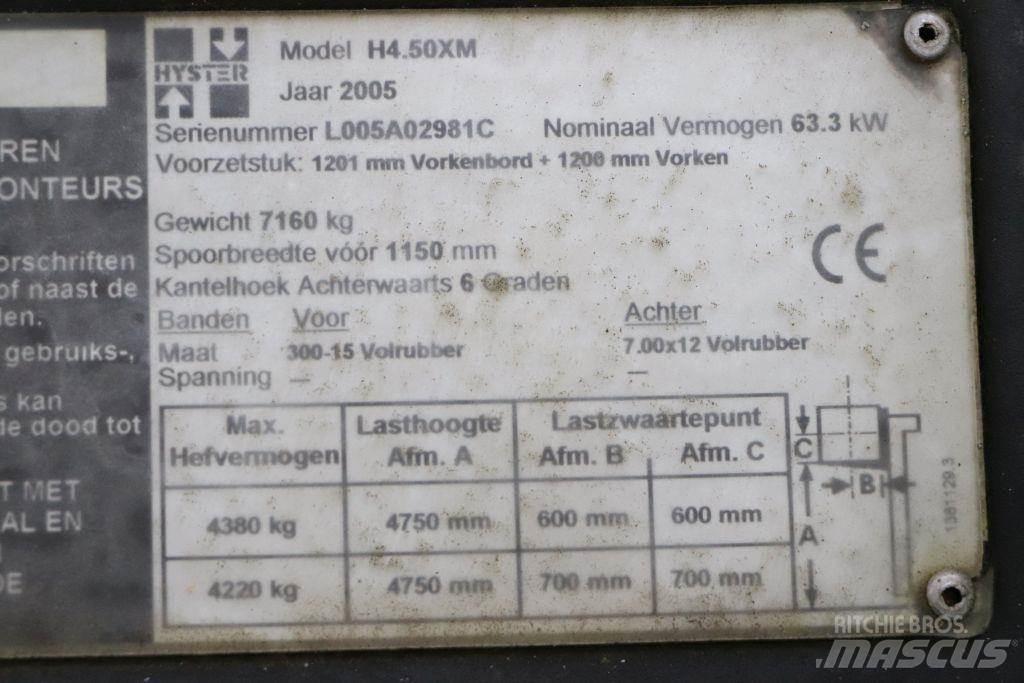 HYSTER
Model H4.50XM
Jaar 2005
Serienummer L005A02981C Nominaal Vermogen 63.3 kW
Voorzetstuk: 1201 mm Vorkenbord + 1200 mm Vorken
Gewicht 7160 kg
Spoorbreedte vóór 1150 mm
Kantelhoek Achterwaarts 6 Graden
CE
Banden Voor Achter
Maat 300-15 Volrubber 7.00x12 Volrubber
Spanning — —
Max. Hefvermogen Lasthoogte Afm. A Lastzwaartepunt Afm. B Afm. C
4380 kg 4750 mm 600 mm 600 mm
4220 kg 4750 mm 700 mm 700 mm
C
B
A
1381129.3
REN
ONTEURS
orschriften
of naast de
len.
gebruiks-,
s kan
de dood tot
T MET
AL EN
DE
RITCHIE BROS.
MASCUS